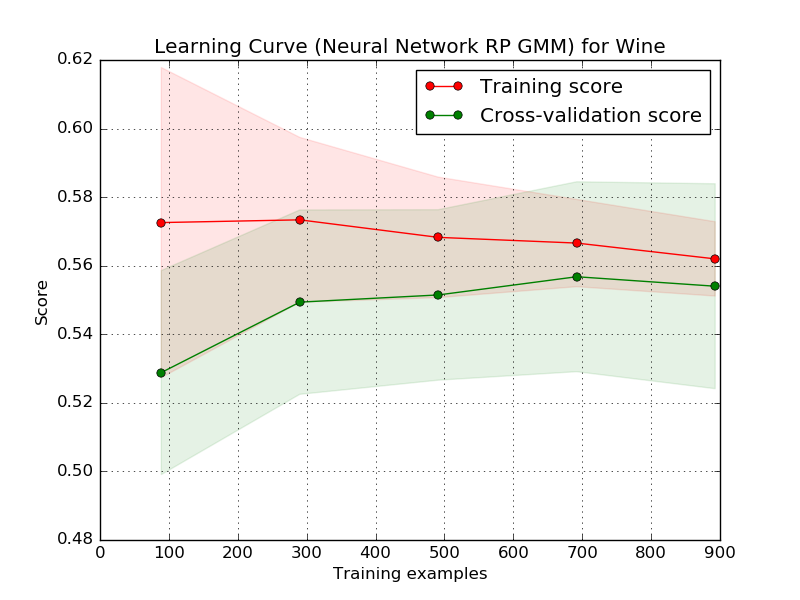 Learning Curve (Neural Network RP GMM) for Wine
Training score
Cross-validation score
0.62
0.60
0.58
0.56
0.54
0.52
0.50
0.48
Score
0 100 200 300 400 500 600 700 800 900
Training examples